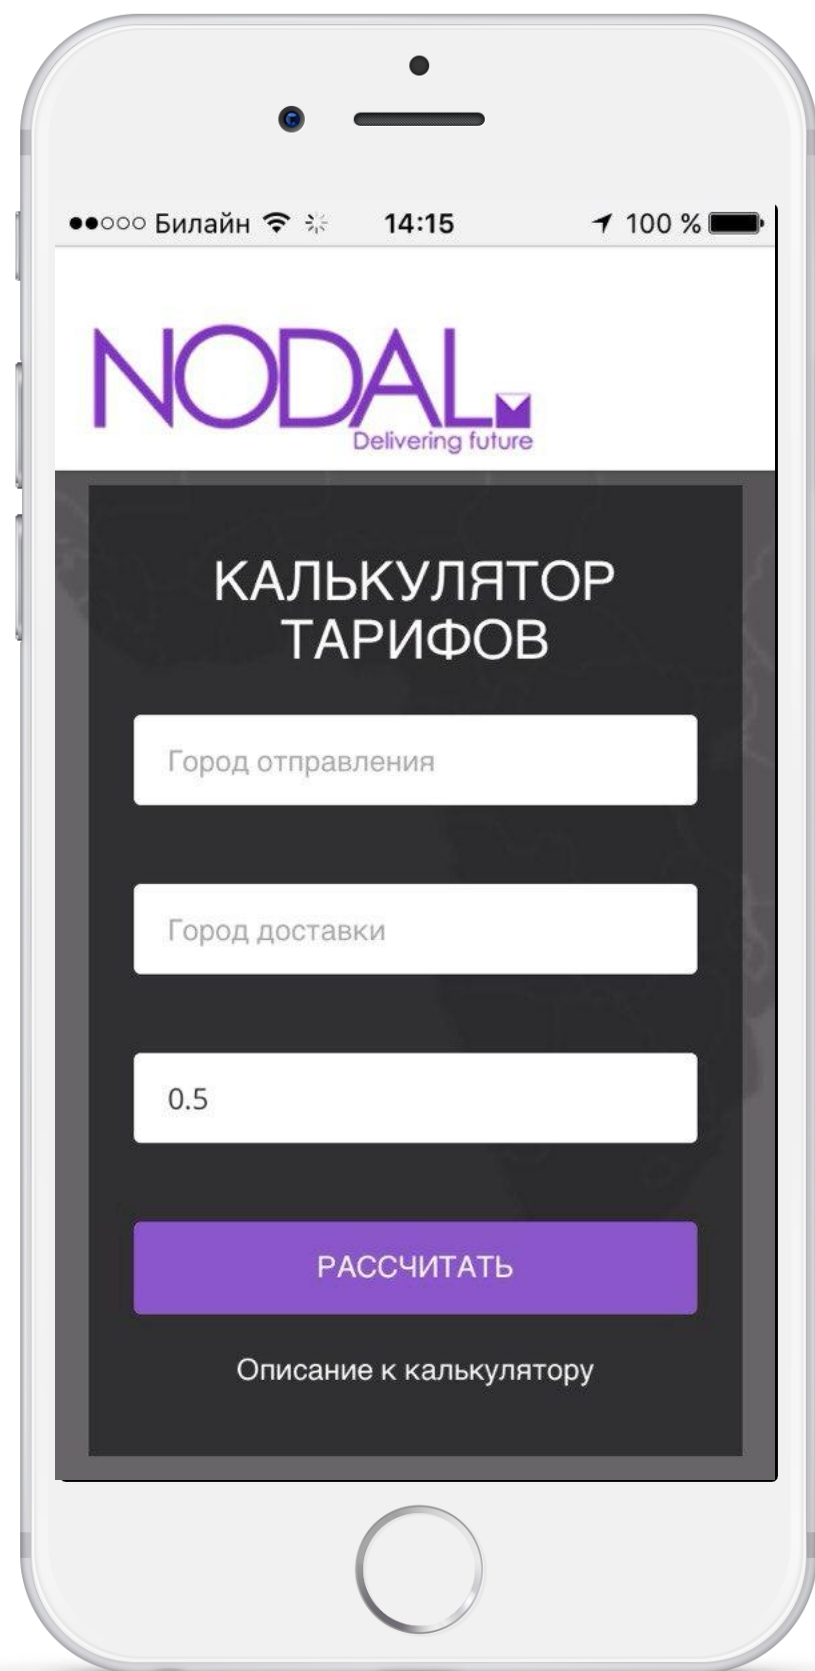 ●●○○○ Билайн 14:15 100 %
NODAL
Delivering future
КАЛЬКУЛЯТОР
ТАРИФОВ
Город отправления
Город доставки
0.5
РАССЧИТАТЬ
Описание к калькулятору